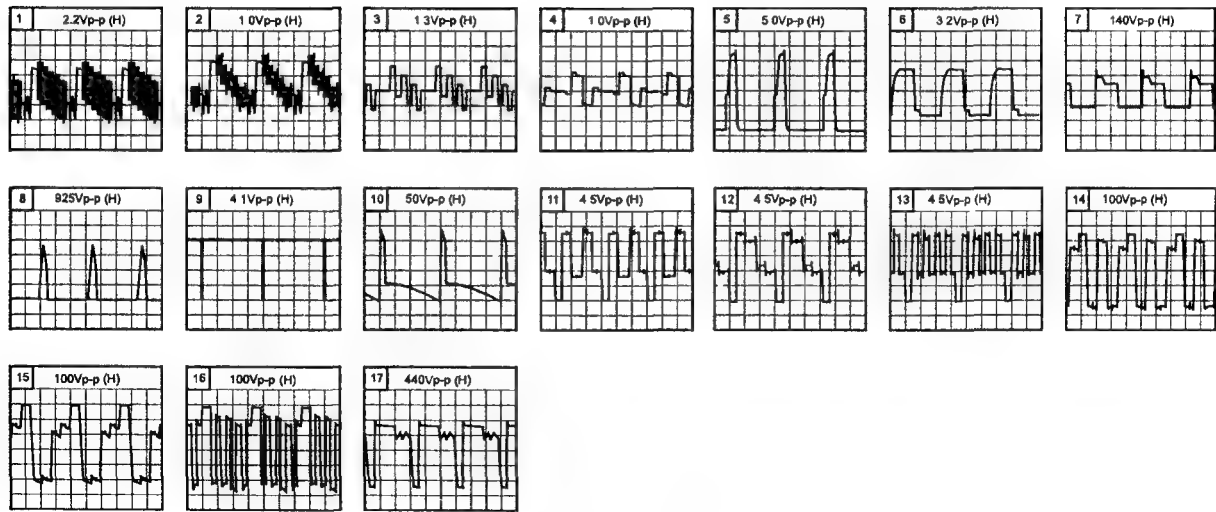 1 2.2Vp-p (H)
2 1 0Vp-p (H)
3 1 3Vp-p (H)
4 1 0Vp-p (H)
5 5 0Vp-p (H)
6 3 2Vp-p (H)
7 140Vp-p (H)
8 925Vp-p (H)
9 4 1Vp-p (H)
10 50Vp-p (H)
11 4 5Vp-p (H)
12 4 5Vp-p (H)
13 4 5Vp-p (H)
14 100Vp-p (H)
15 100Vp-p (H)
16 100Vp-p (H)
17 440Vp-p (H)